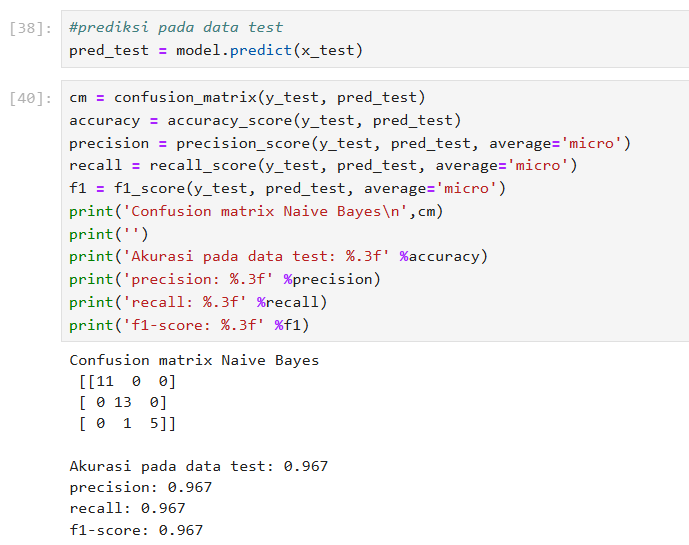 [38]: #prediksi pada data test
pred_test = model.predict(x_test)
[40]: cm = confusion_matrix(y_test, pred_test)
accuracy = accuracy_score(y_test, pred_test)
precision = precision_score(y_test, pred_test, average='micro')
recall = recall_score(y_test, pred_test, average='micro')
f1 = f1_score(y_test, pred_test, average='micro')
print('Confusion matrix Naive Bayes\n',cm)
print('')
print('Akurasi pada data test: %.3f' %accuracy)
print('precision: %.3f' %precision)
print('recall: %.3f' %recall)
print('f1-score: %.3f' %f1)
Confusion matrix Naive Bayes
[[11 0 0]
[ 0 13 0]
[ 0 1 5]]
Akurasi pada data test: 0.967
precision: 0.967
recall: 0.967
f1-score: 0.967